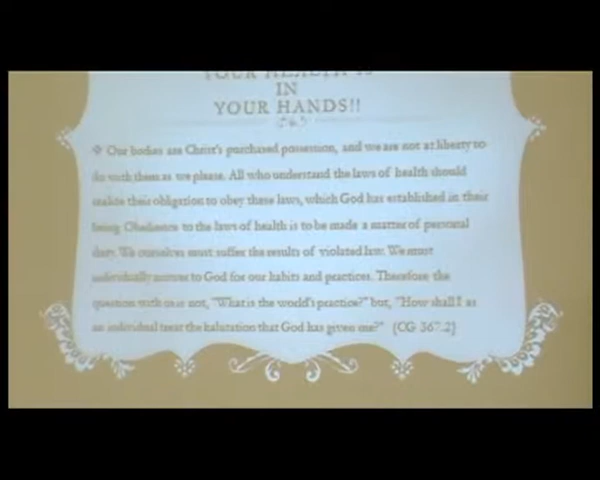 YOUR HEALTH IS
IN
YOUR HANDS!!
❖ Our bodies are Christ's purchased possession, and we are not at liberty to
do with them as we please. All who understand the laws of health should
realize their obligation to obey these laws, which God has established in their
being. Obedience to the laws of health is to be made a matter of personal
duty. We ourselves must suffer the results of violated law. We must
individually answer to God for our habits and practices. Therefore the
question with us is not, "What is the world's practice?" but, "How shall I as
an individual treat the habitation that God has given me?" {CG 367.2}